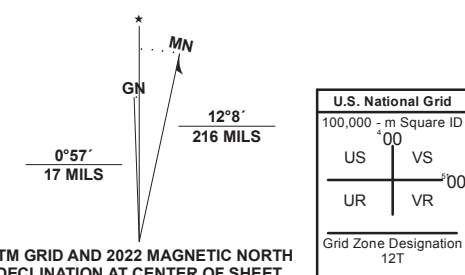 ★
MN
GN
12°8´
216 MILS
0°57´
17 MILS
TM GRID AND 2022 MAGNETIC NORTH
DECLINATION AT CENTER OF SHEET
U.S. National Grid
100,000 - m Square ID
⁴00
US VS
⁵¹00
UR VR
Grid Zone Designation
12T